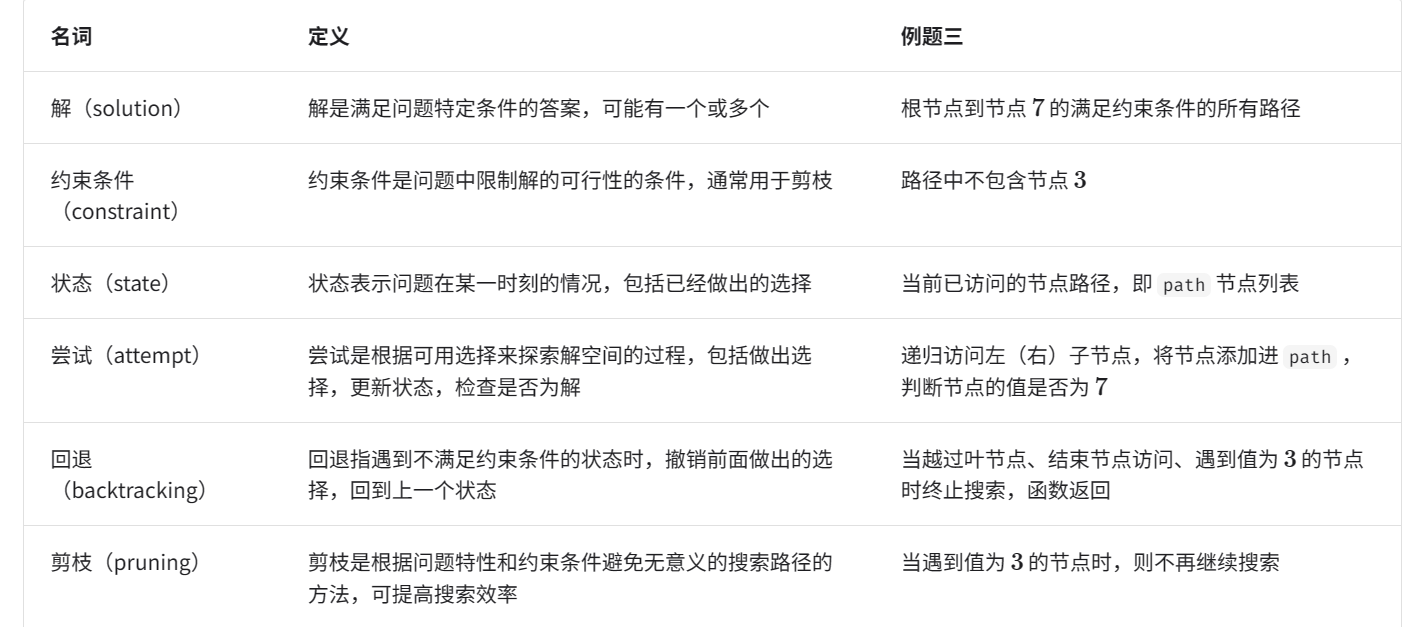 名词 定义 例题三
解（solution） 解是满足问题特定条件的答案，可能有一个或多个 根节点到节点 7 的满足约束条件的所有路径
约束条件 约束条件是问题中限制解的可行性的条件，通常用于剪枝 路径中不包含节点 3
（constraint）
状态（state） 状态表示问题在某一时刻的情况，包括已经做出的选择 当前已访问的节点路径，即 path 节点列表
尝试（attempt） 尝试是根据可用选择来探索解空间的过程，包括做出选 递归访问左（右）子节点，将节点添加进 path ，
择，更新状态，检查是否为解 判断节点的值是否为 7
回退 回退指遇到不满足约束条件的状态时，撤销前面做出的选 当越过叶节点、结束节点访问、遇到值为 3 的节点
（backtracking） 择，回到上一个状态 时终止搜索，函数返回
剪枝（pruning） 剪枝是根据问题特性和约束条件避免无意义的搜索路径的 当遇到值为 3 的节点时，则不再继续搜索
方法，可提高搜索效率